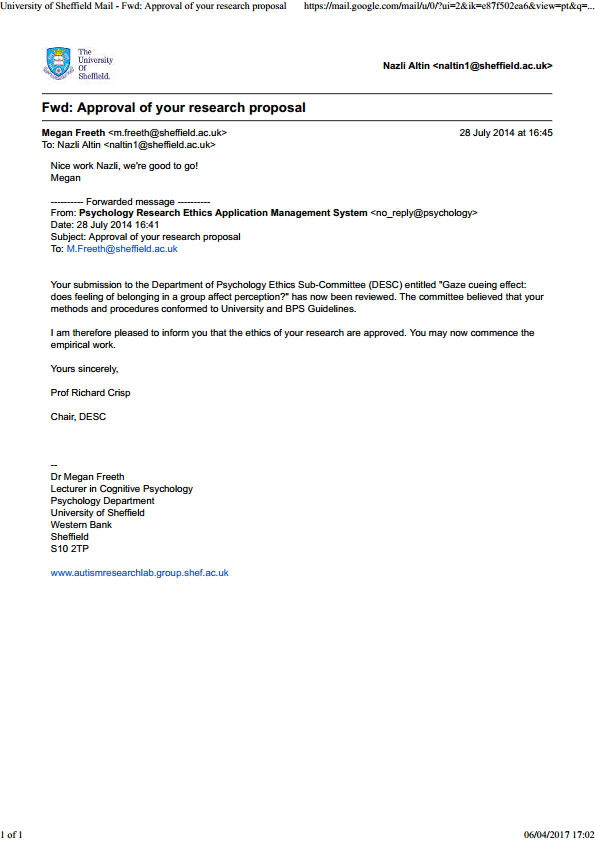 University of Sheffield Mail - Fwd: Approval of your research proposal https://mail.google.com/mail/u/0/?ui=2&ik=e87f502ea6&view=pt&q=...
The
University
Of
Sheffield.
Nazli Altin <naltin1@sheffield.ac.uk>
Fwd: Approval of your research proposal
Megan Freeth <m.freeth@sheffield.ac.uk> 28 July 2014 at 16:45
To: Nazli Altin <naltin1@sheffield.ac.uk>
Nice work Nazli, we're good to go!
Megan
---------- Forwarded message ----------
From: Psychology Research Ethics Application Management System <no_reply@psychology>
Date: 28 July 2014 16:41
Subject: Approval of your research proposal
To: M.Freeth@sheffield.ac.uk
Your submission to the Department of Psychology Ethics Sub-Committee (DESC) entitled "Gaze cueing effect:
does feeling of belonging in a group affect perception?" has now been reviewed. The committee believed that your
methods and procedures conformed to University and BPS Guidelines.
I am therefore pleased to inform you that the ethics of your research are approved. You may now commence the
empirical work.
Yours sincerely,
Prof Richard Crisp
Chair, DESC
--
Dr Megan Freeth
Lecturer in Cognitive Psychology
Psychology Department
University of Sheffield
Western Bank
Sheffield
S10 2TP
www.autismresearchlab.group.shef.ac.uk
1 of 1 06/04/2017 17:02